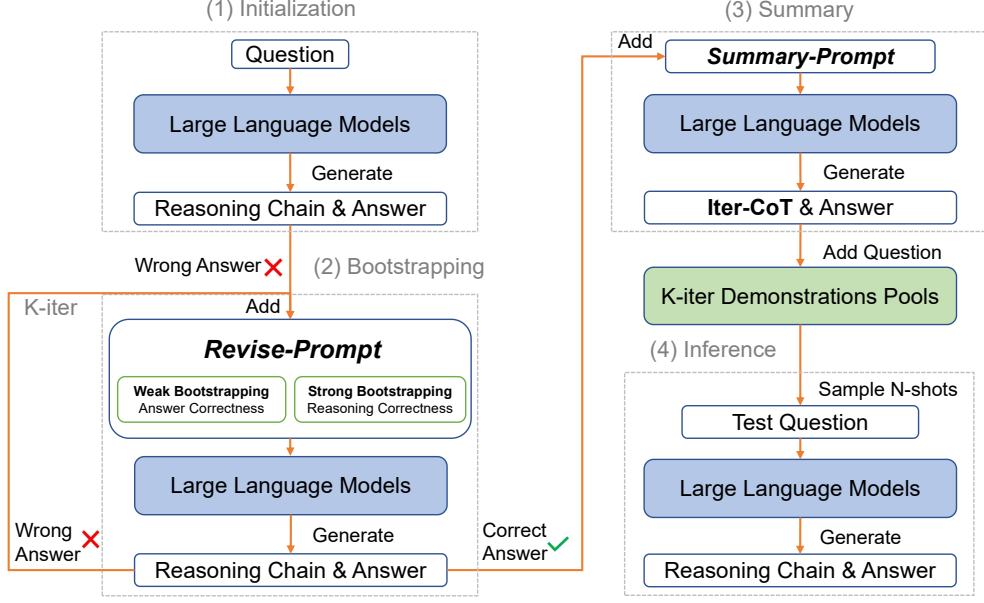 (1) Initialization
Question
Large Language Models
Generate
Reasoning Chain & Answer
Wrong Answer
(2) Bootstrapping
K-iter
Add
Revise-Prompt
Weak Bootstrapping
Answer Correctness
Strong Bootstrapping
Reasoning Correctness
Large Language Models
Generate
Wrong
Answer
Reasoning Chain & Answer
Correct
Answer
(3) Summary
Add
Summary-Prompt
Large Language Models
Generate
Iter-CoT & Answer
Add Question
K-iter Demonstrations Pools
(4) Inference
Sample N-shots
Test Question
Large Language Models
Generate
Reasoning Chain & Answer